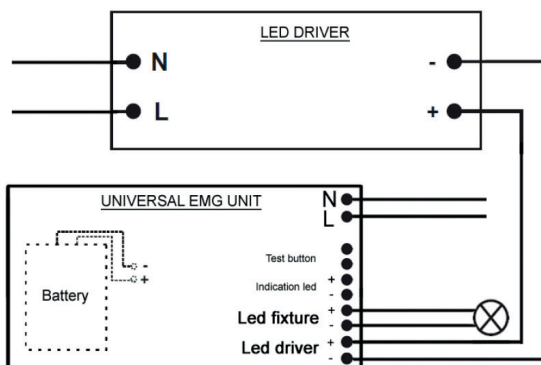 LED DRIVER
N -
L +
UNIVERSAL EMG UNIT
N
L
Test button
- 
+
Battery
+
Indication led
-
+
Led fixture
-
+
Led driver
-